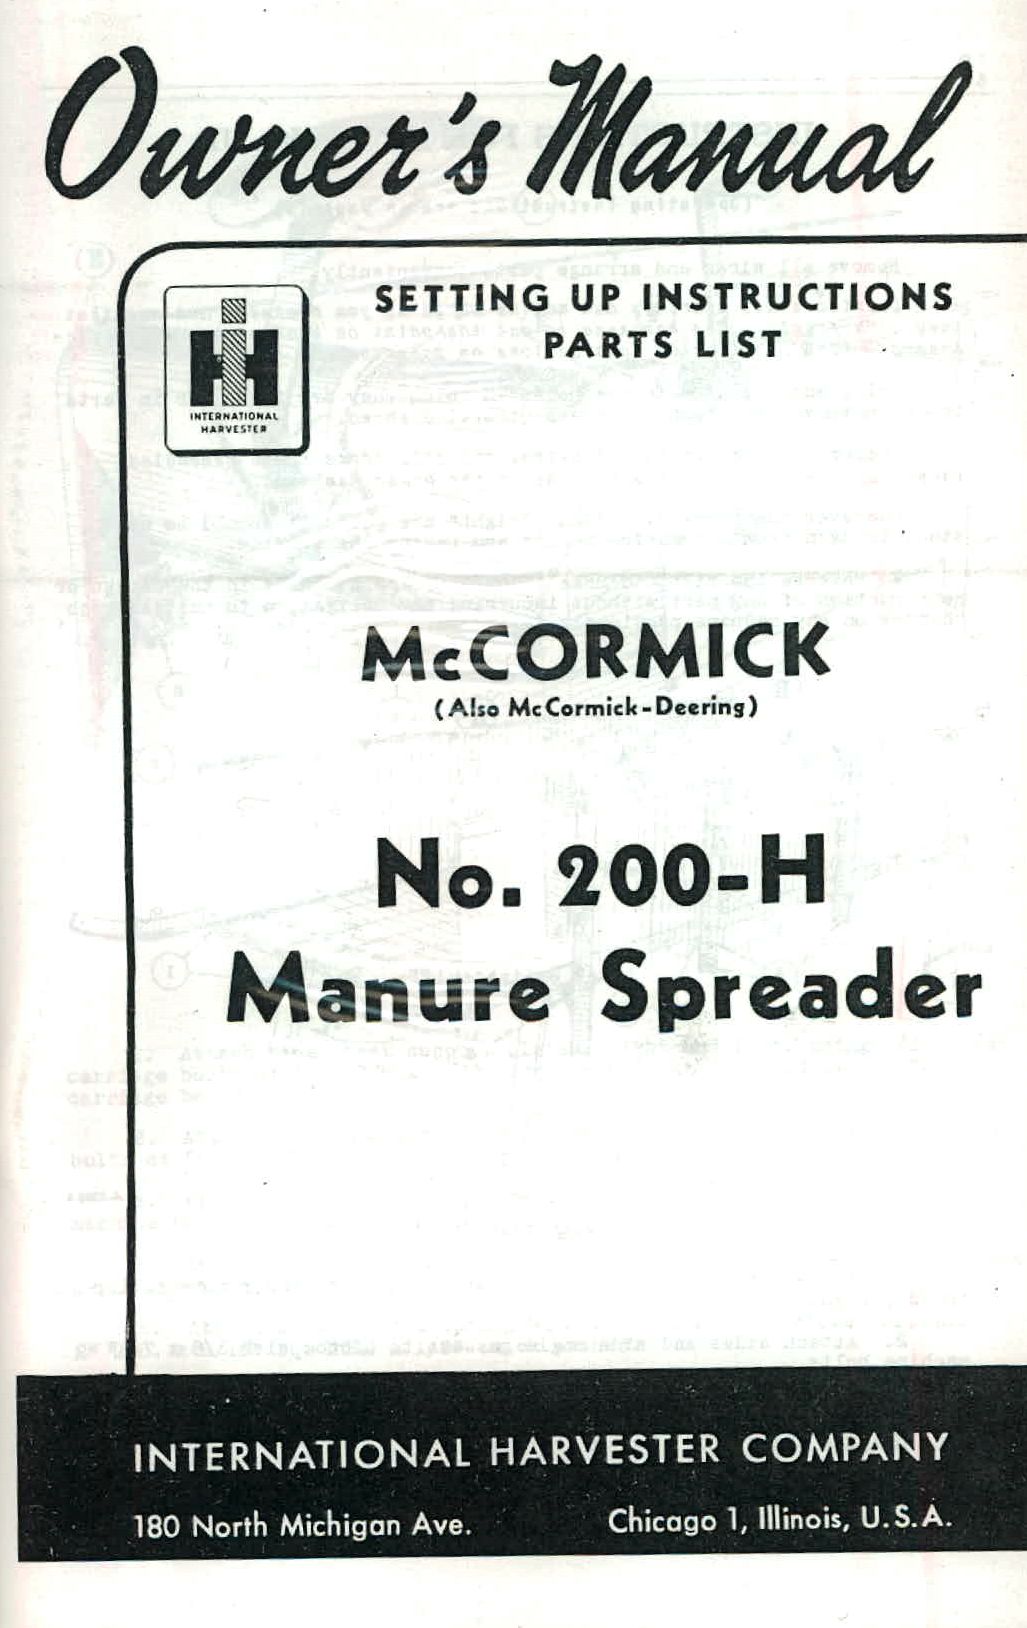 Owner's Manual
INTERNATIONAL
HARVESTER
SETTING UP INSTRUCTIONS
PARTS LIST
McCORMICK
(Also McCormick-Deering)
No. 200-H
Manure Spreader
INTERNATIONAL HARVESTER COMPANY
180 North Michigan Ave. Chicago 1, Illinois, U.S.A.